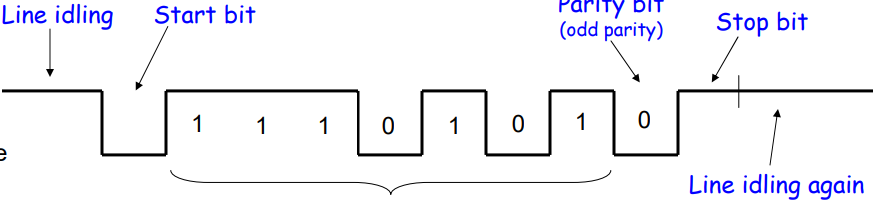 Line idling
Start bit
Parity bit
(odd parity)
Stop bit
1 1 1 0 1 0 1 0
e
Line idling again